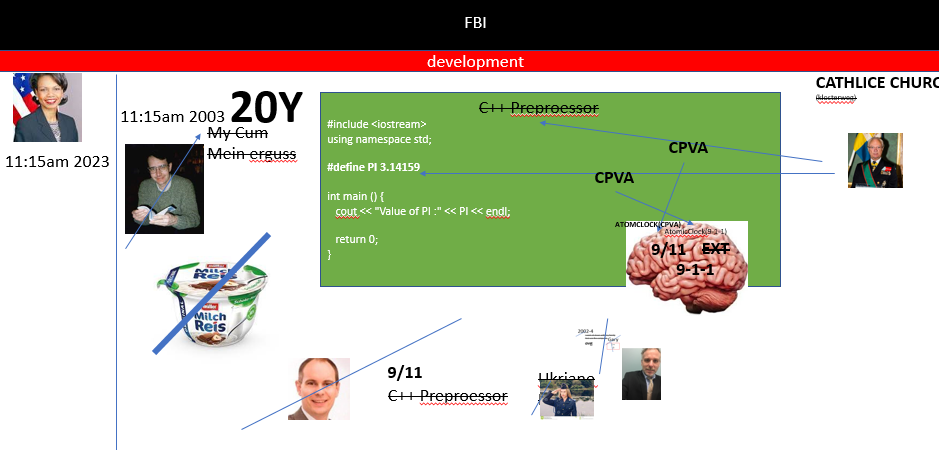 FBI
development
CATHLICE CHURC
(klosterweg)
11:15am 2003 20Y
My Cum
Mein erguss
11:15am 2023
C++ Preproessor
#include <iostream>
using namespace std;
#define PI 3.14159
int main () {
cout << "Value of PI :" << PI << endl;
return 0;
}
CPVA
CPVA
ATOMCLOCK(CPVA)
AtomicClock(9-1-1)
9/11 EXT
9-1-1
Milch
Reis
müller
Milch
Reis
2002-4
9/11
C++ Preproessor
Ukriane